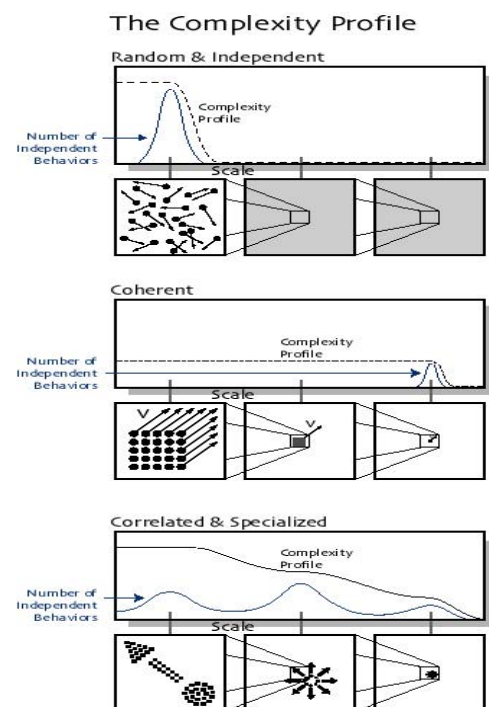 The Complexity Profile
Random & Independent
Complexity
Profile
Number of
Independent
Behaviors
Scale
Coherent
Complexity
Profile
Number of
Independent
Behaviors
Scale
V
V
Correlated & Specialized
Complexity
Profile
Number of
Independent
Behaviors
Scale